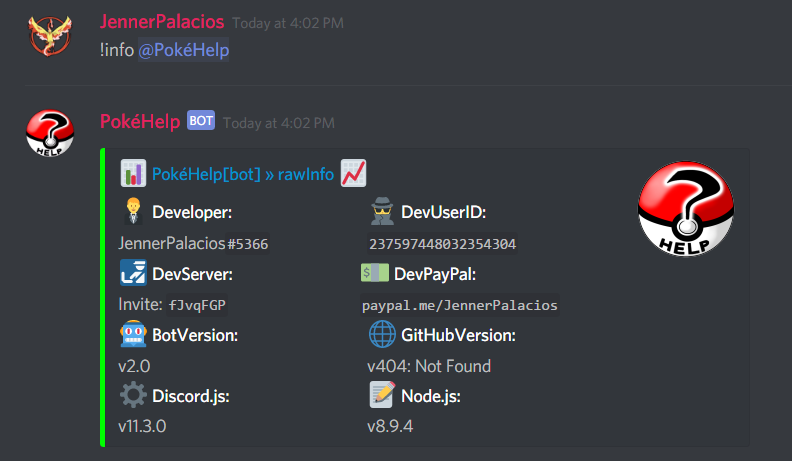 JennerPalacios Today at 4:02 PM
!info @PokéHelp
PokéHelp BOT Today at 4:02 PM
PokéHelp[bot] » rawInfo
Developer: DevUserID:
JennerPalacios#5366 237597448032354304
DevServer: DevPayPal:
Invite: fJvqFGP paypal.me/JennerPalacios
BotVersion: GitHubVersion:
v2.0 v404: Not Found
Discord.js: Node.js:
v11.3.0 v8.9.4
HELP
HELP